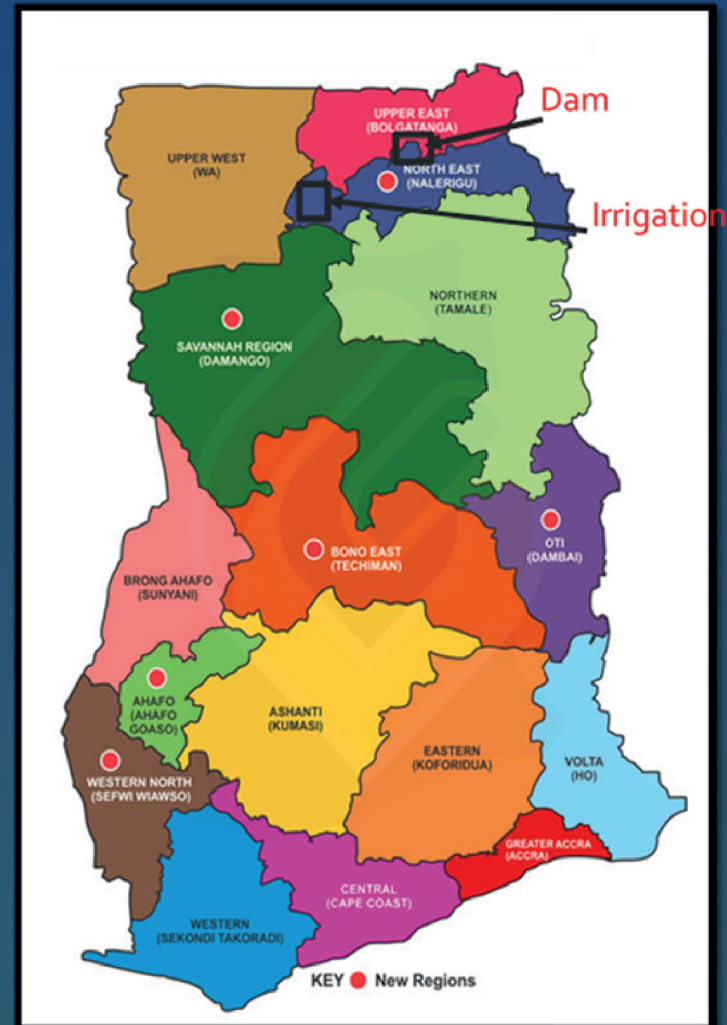 Dam
UPPER EAST
(BOLGATANGA)
UPPER WEST
(WA)
NORTH EAST
(NALERIGU)
Irrigation
NORTHERN
(TAMALE)
SAVANNAH REGION
(DAMANGO)
OTI
(DAMBAI)
BONO EAST
(TECHIMAN)
BRONG AHAFO
(SUNYANI)
AHAFO
(AHAFO
GOASO)
ASHANTI
(KUMASI)
EASTERN
(KOFORIDUA)
VOLTA
(HO)
WESTERN NORTH
(SEFWI WIAWSO)
GREATER ACCRA
(ACCRA)
CENTRAL
(CAPE COAST)
WESTERN
(SEKONDI TAKORADI)
KEY New Regions